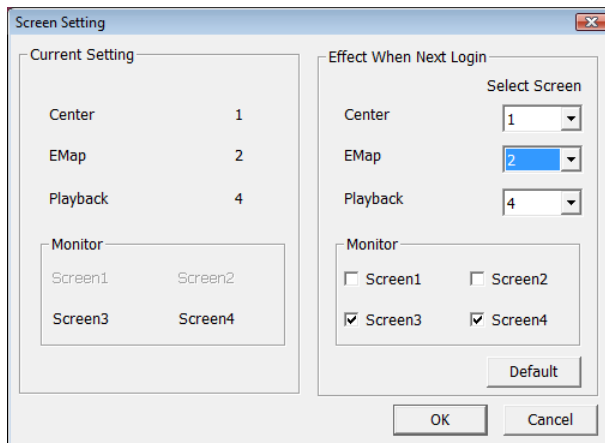 Screen Setting
Current Setting
Center 1
EMap 2
Playback 4
Monitor
Screen1 Screen2
Screen3 Screen4
Effect When Next Login
Select Screen
Center 1
EMap 2
Playback 4
Monitor
Screen1 Screen2
Screen3 Screen4
Default
OK Cancel